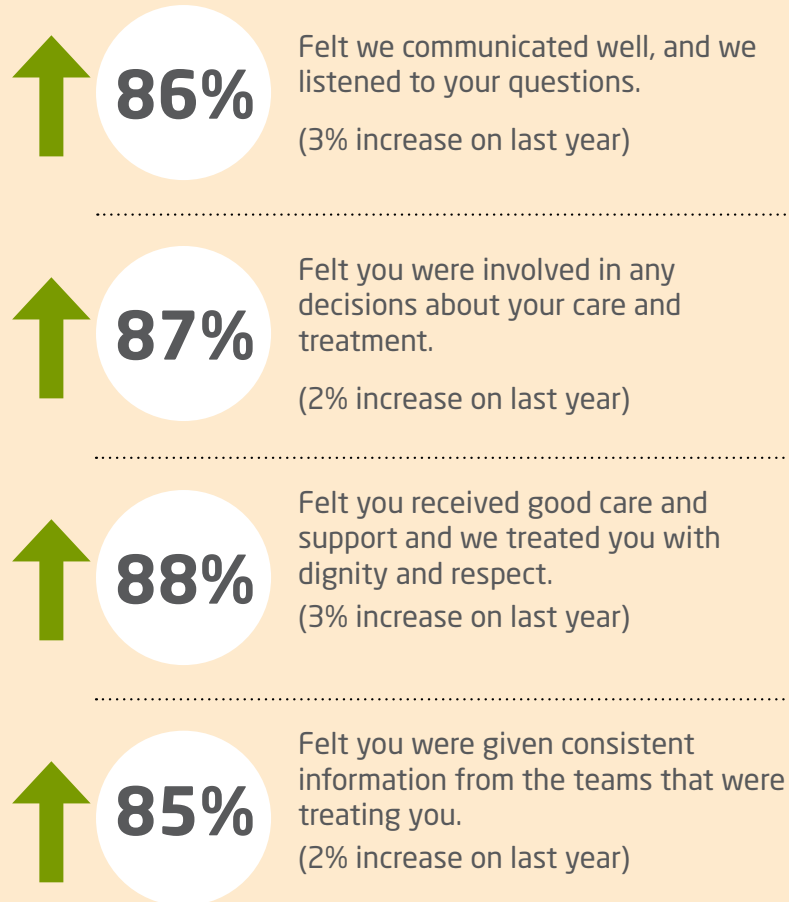 86%
Felt we communicated well, and we
listened to your questions.
(3% increase on last year)
87%
Felt you were involved in any
decisions about your care and
treatment.
(2% increase on last year)
88%
Felt you received good care and
support and we treated you with
dignity and respect.
(3% increase on last year)
85%
Felt you were given consistent
information from the teams that were
treating you.
(2% increase on last year)